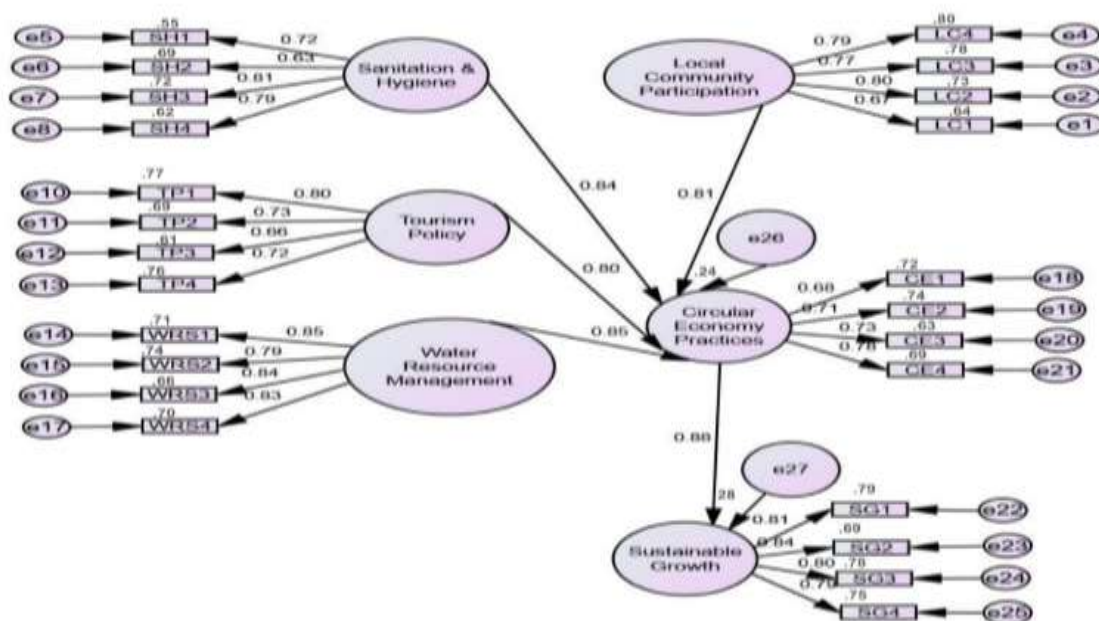 .55
e5
SH1
0.72
.69
e6
SH2
0.63
.72
e7
SH3
0.81
.62
e8
SH4
0.79
Sanitation &
Hygiene
.80
0.79
LC4
e4
.78
0.77
LC3
e3
.73
0.80
LC2
e2
.64
0.67
LC1
e1
Local
Community
Participation
.77
e10
TP1
0.80
.69
e11
TP2
0.73
.61
e12
TP3
0.66
.76
e13
TP4
0.72
Tourism
Policy
0.84
0.81
0.80
0.85
e26
.24
Circular
Economy
Practices
.72
0.68
CE1
e18
.74
0.71
CE2
e19
.63
0.73
CE3
e20
.69
0.78
CE4
e21
.71
e14
WRS1
0.85
.74
e15
WRS2
0.79
e16
WRS3
0.84
.70
e17
WRS4
0.83
Water
Resource
Management
0.88
e27
28
Sustainable
Growth
.79
0.81
SG1
e22
.69
0.84
SG2
e23
.78
0.80
SG3
e24
.75
SG4
e25